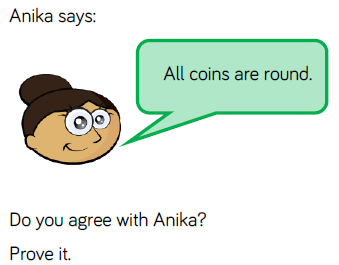 Anika says:
All coins are round.
Do you agree with Anika?
Prove it.